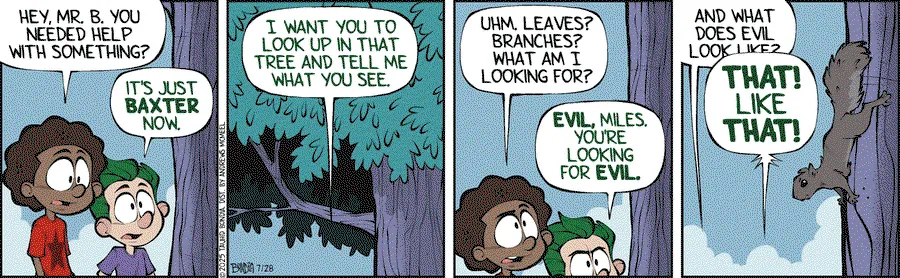 HEY, MR. B. YOU
NEEDED HELP
WITH SOMETHING?
IT'S JUST
BAXTER
NOW.
I WANT YOU TO
LOOK UP IN THAT
TREE AND TELL ME
WHAT YOU SEE.
UHM. LEAVES?
BRANCHES?
WHAT AM I
LOOKING FOR?
EVIL, MILES.
YOU'RE
LOOKING
FOR EVIL.
AND WHAT
DOES EVIL
LOOK LIKE?
THAT!
LIKE
THAT!
7/28